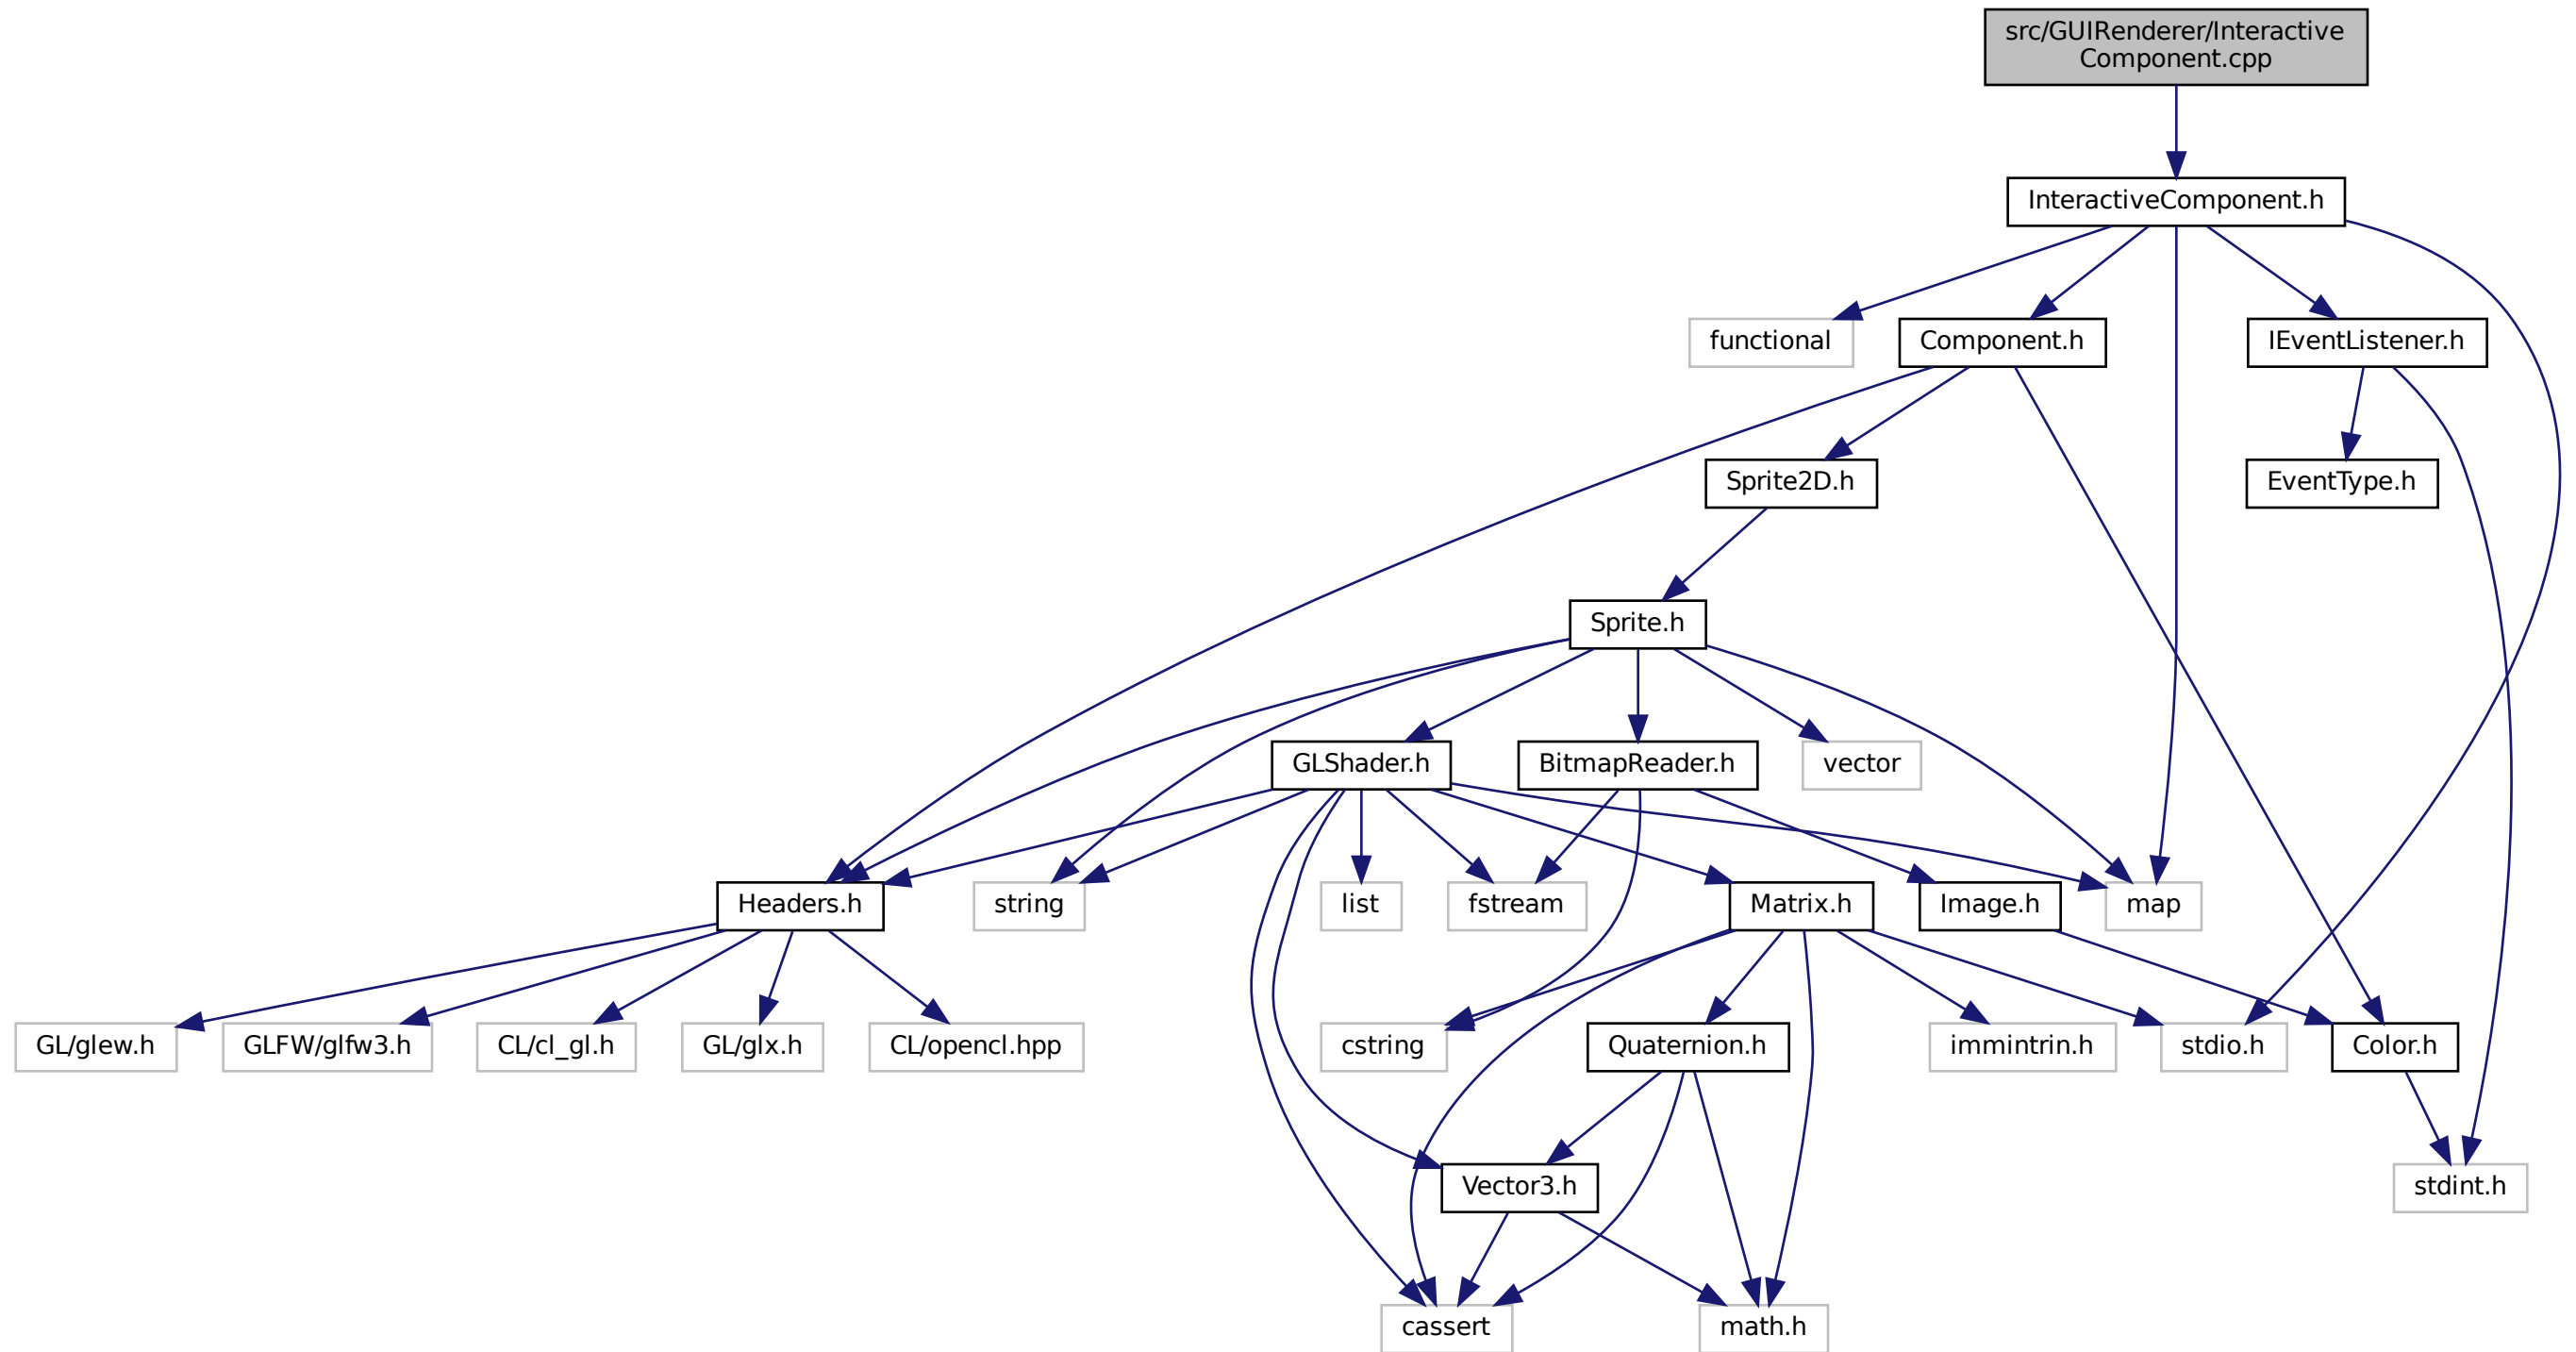 src/GUIRenderer/Interactive
Component.cpp
InteractiveComponent.h
functional
Component.h
IEventListener.h
Sprite2D.h
EventType.h
Sprite.h
GLShader.h
BitmapReader.h
vector
Headers.h
string
list
fstream
Matrix.h
Image.h
map
GL/glew.h
GLFW/glfw3.h
CL/cl_gl.h
GL/glx.h
CL/opencl.hpp
cstring
Quaternion.h
immintrin.h
stdio.h
Color.h
Vector3.h
stdint.h
cassert
math.h